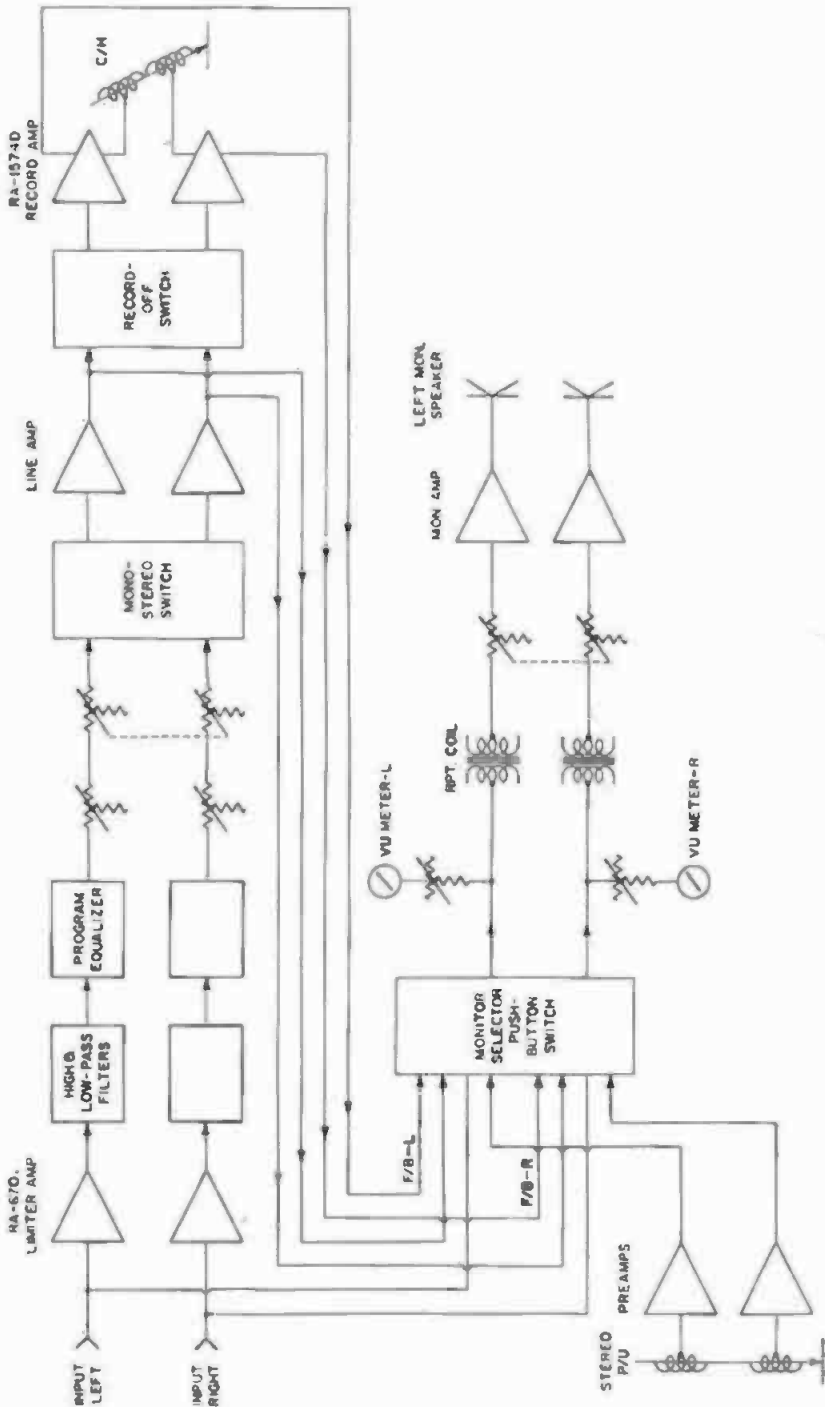 INPUT
LEFT
INPUT
RIGHT
RA-670.
LIMITER AMP
HIGH &
LOW-PASS
FILTERS
PROGRAM
EQUALIZER
MONO-
STEREO
SWITCH
LINE AMP
RECORD-
OFF
SWITCH
RA-1574D
RECORD AMP
C/H
STEREO
P/U
PREAMPS
F/B-L
F/B-R
MONITOR
SELECTOR
PUSH-
BUTTON
SWITCH
VU METER-L
VU METER-R
RPT. COIL
MON AMP
LEFT MON.
SPEAKER